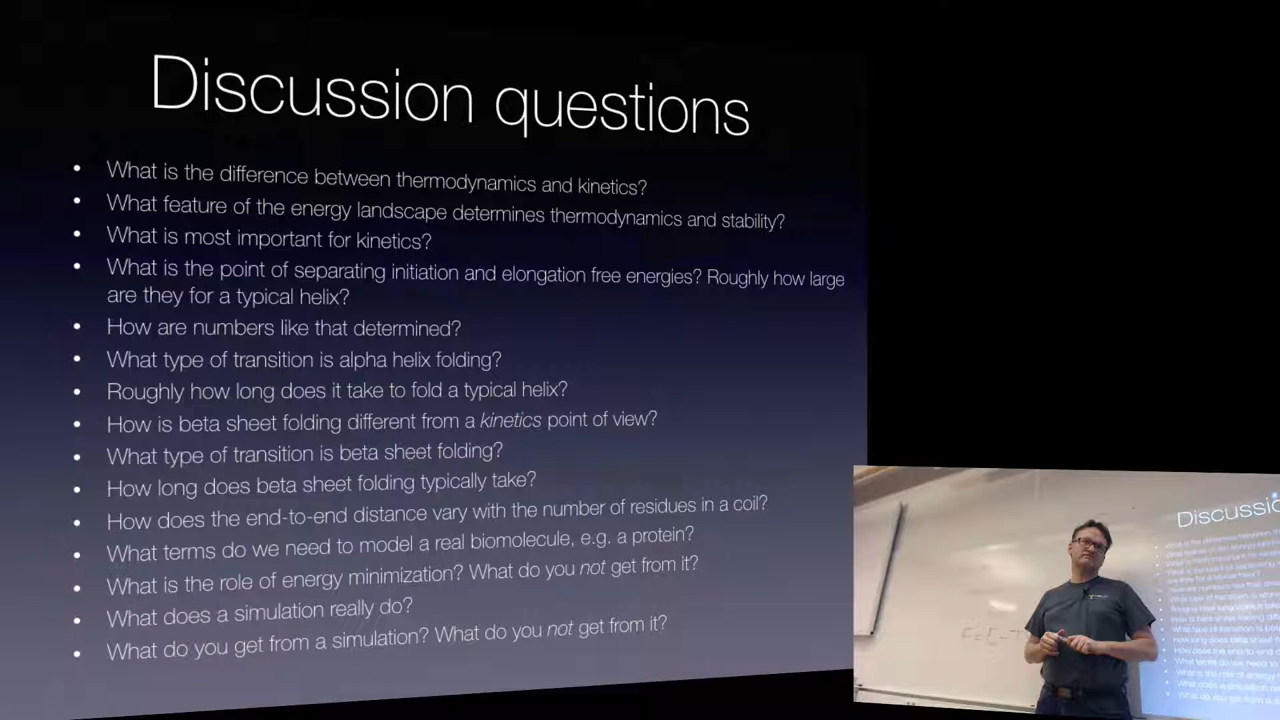 Discussion questions
• What is the difference between thermodynamics and kinetics?
• What feature of the energy landscape determines thermodynamics and stability?
• What is most important for kinetics?
• What is the point of separating initiation and elongation free energies? Roughly how large
are they for a typical helix?
• How are numbers like that determined?
• What type of transition is alpha helix folding?
• Roughly how long does it take to fold a typical helix?
• How is beta sheet folding different from a kinetics point of view?
• What type of transition is beta sheet folding?
• How long does beta sheet folding typically take?
• How does the end-to-end distance vary with the number of residues in a coil?
• What terms do we need to model a real biomolecule, e.g. a protein?
• What is the role of energy minimization? What do you not get from it?
• What does a simulation really do?
• What do you get from a simulation? What do you not get from it?
Discussio